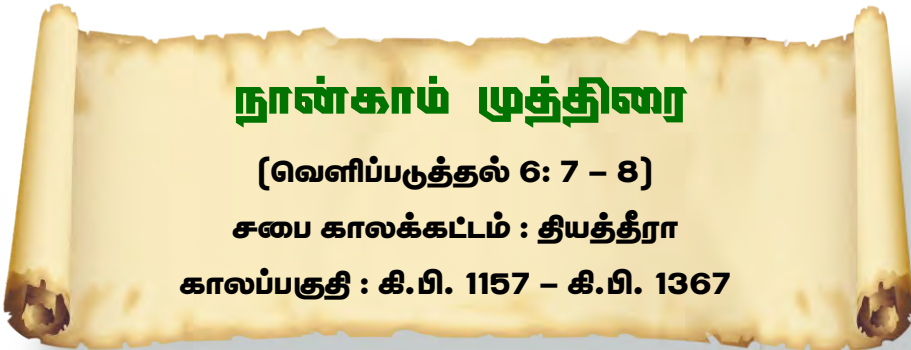 நான்காம் முத்திரை
(வெளிப்படுத்தல் 6: 7 – 8)
சபை காலக்கட்டம் : தியத்தீரா
காலப்பகுதி : கி.பி. 1157 – கி.பி. 1367